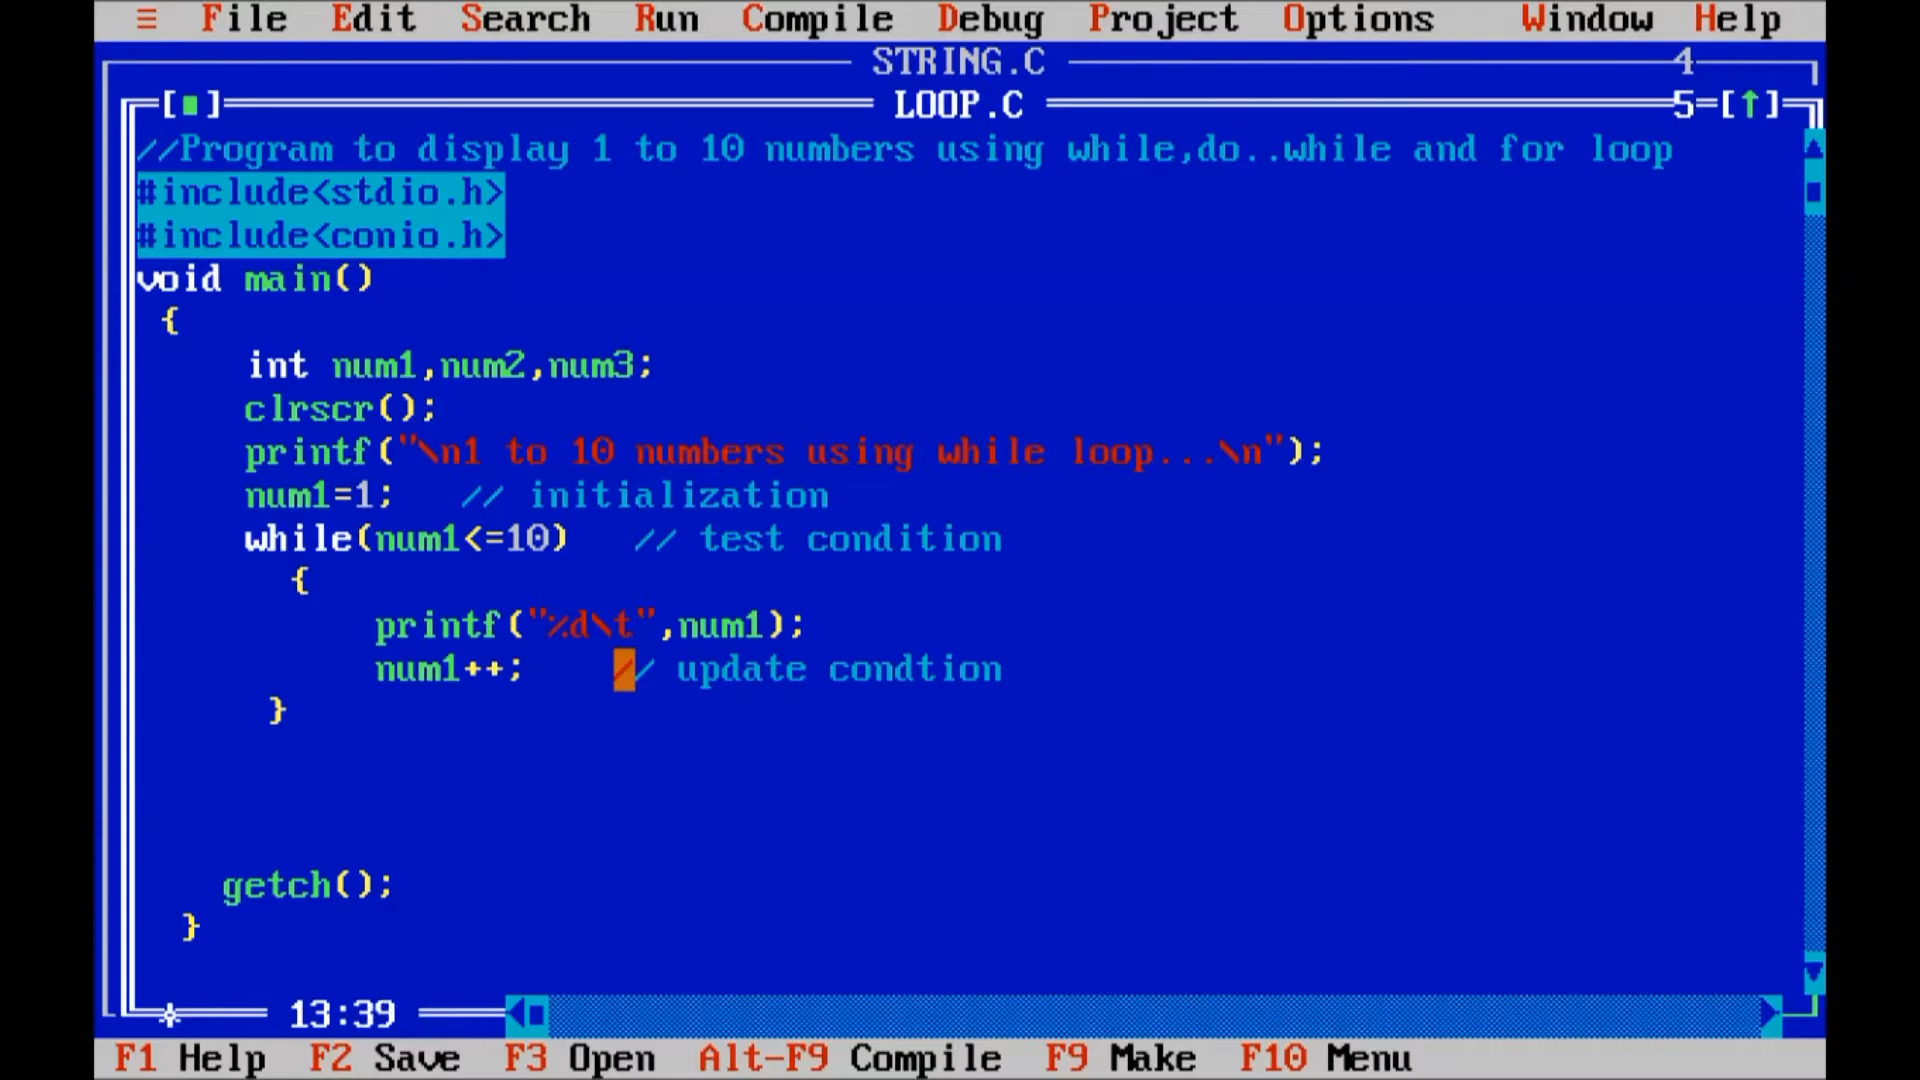 ≡ File Edit Search Run Compile Debug Project Options Window Help
STRING.C 4
[■] LOOP.C 5=[↑]
//Program to display 1 to 10 numbers using while,do..while and for loop
#include<stdio.h>
#include<conio.h>
void main()
{
int num1,num2,num3;
clrscr();
printf("\n1 to 10 numbers using while loop...\n");
num1=1; // initialization
while(num1<=10) // test condition
{
printf("%d\t",num1);
num1++; // update condtion
}
getch();
}
13:39
F1 Help F2 Save F3 Open Alt-F9 Compile F9 Make F10 Menu